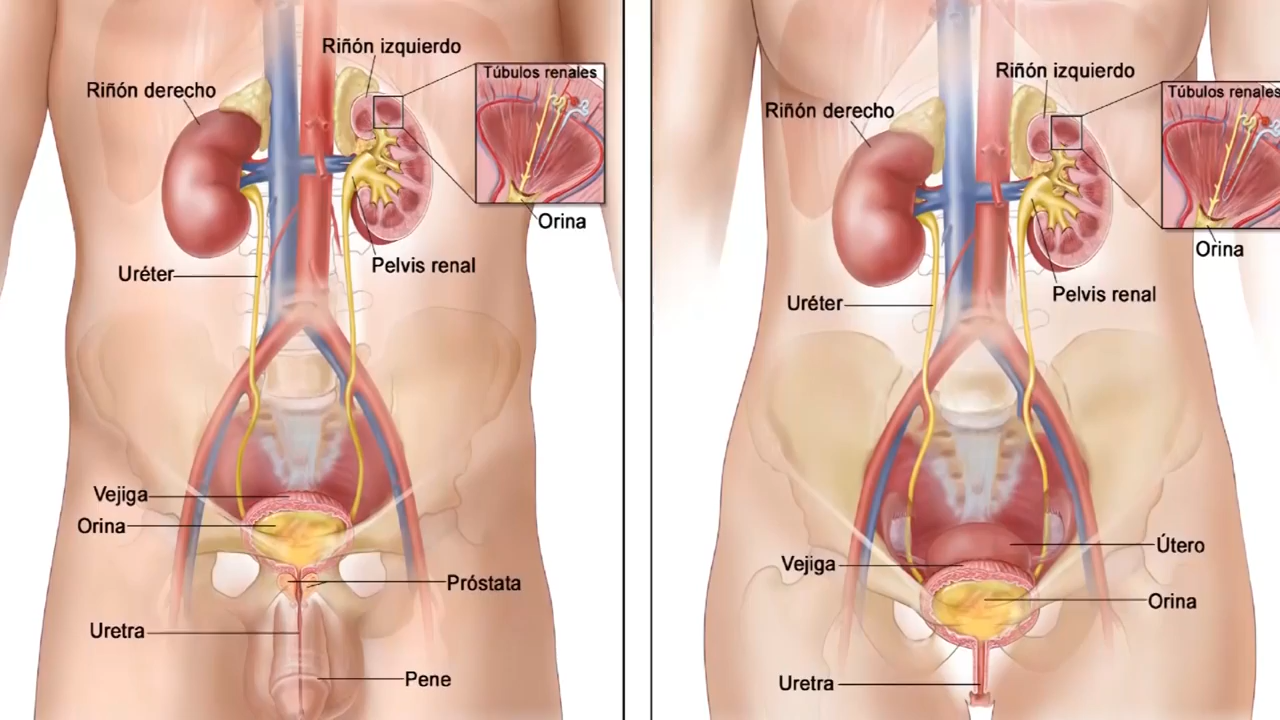 Riñón izquierdo
Túbulos renales
Riñón derecho
Orina
Pelvis renal
Uréter
Vejiga
Orina
Próstata
Uretra
Pene
Riñón izquierdo
Túbulos renales
Riñón derecho
Orina
Pelvis renal
Uréter
Útero
Vejiga
Orina
Uretra